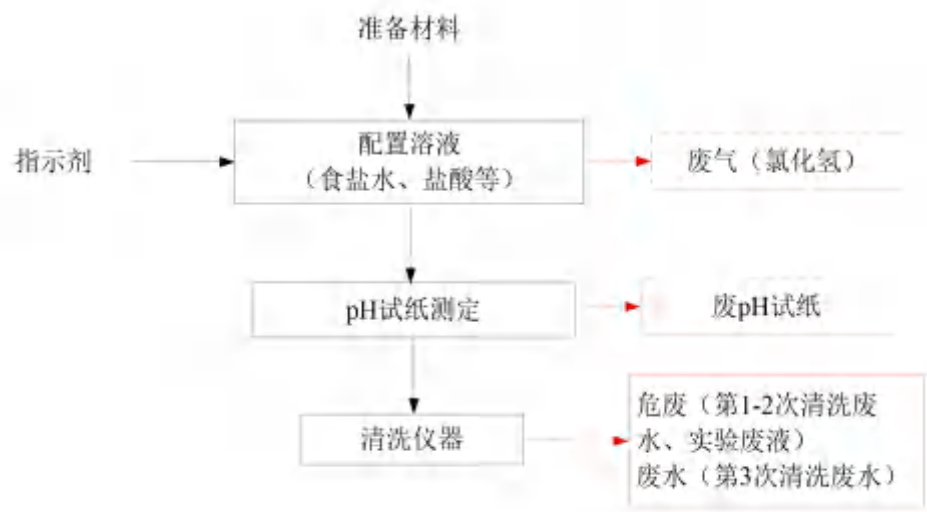 准备材料
指示剂
配置溶液
（食盐水、盐酸等）
废气（氯化氢）
pH试纸测定
废pH试纸
清洗仪器
危废（第1-2次清洗废
水、实验废液）
废水（第3次清洗废水）